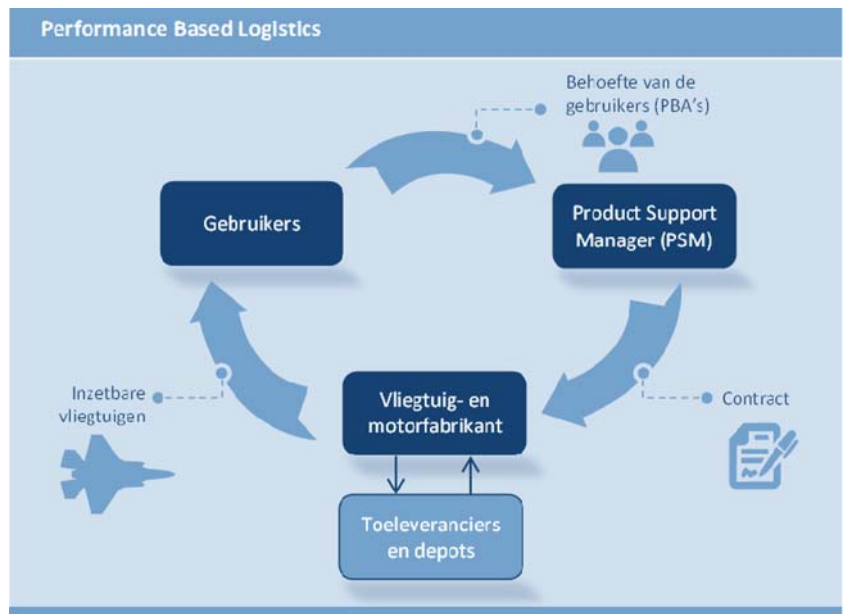 Performance Based Logistics
Behoefte van de
gebruikers (PBA's)
Gebruikers
Product Support
Manager (PSM)
Inzetbare
vliegtuigen
Vliegtuig- en
motorfabrikant
Contract
Toeleveranciers
en depots